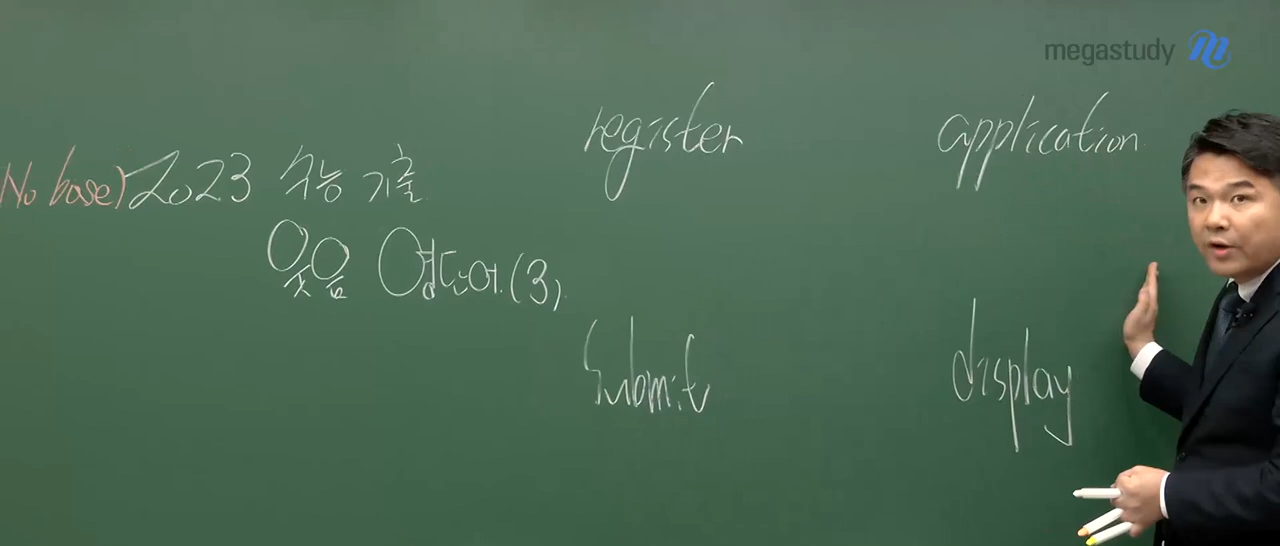 megastudy
No base) 2023 수능 기출
웃음 영단어(3)
register
application
Submit
display